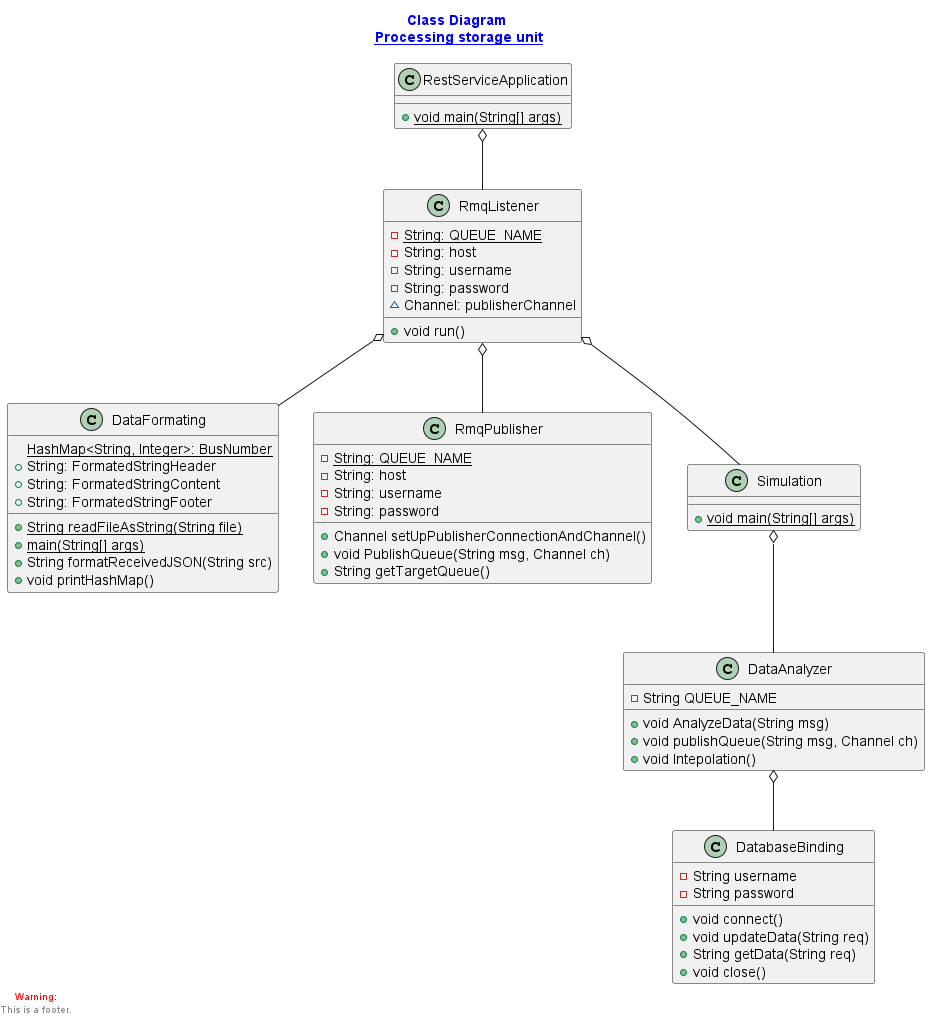 Class Diagram
Processing storage unit
C RestServiceApplication
void main(String[] args)
C RmqListener
String: QUEUE_NAME
String: host
String: username
String: password
Channel: publisherChannel
void run()
C DataFormating
HashMap<String, Integer>: BusNumber
String: FormatedStringHeader
String: FormatedStringContent
String: FormatedStringFooter
String readFileAsString(String file)
main(String[] args)
String formatReceivedJSON(String src)
void printHashMap()
C RmqPublisher
String: QUEUE_NAME
String: host
String: username
String: password
Channel setUpPublisherConnectionAndChannel()
void PublishQueue(String msg, Channel ch)
String getTargetQueue()
C Simulation
void main(String[] args)
C DataAnalyzer
String QUEUE_NAME
void AnalyzeData(String msg)
void publishQueue(String msg, Channel ch)
void Intepolation()
C DatabaseBinding
String username
String password
void connect()
void updateData(String req)
String getData(String req)
void close()
Warning:
This is a footer.